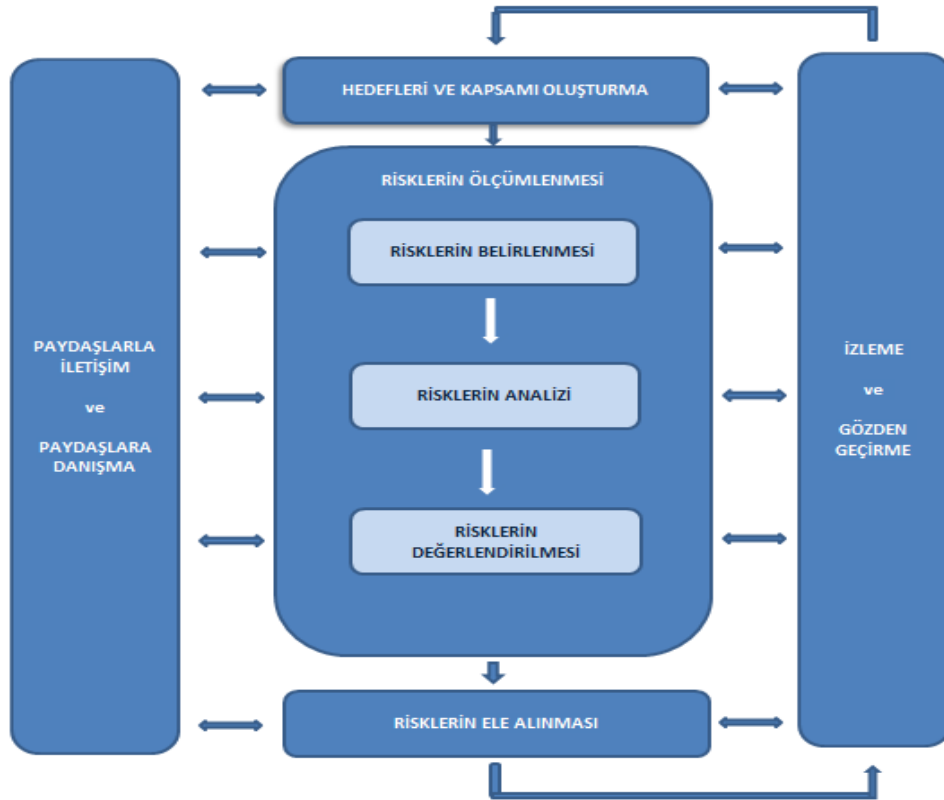 HEDEFLERİ VE KAPSAMI OLUŞTURMA
RİSKLERİN ÖLÇÜMLENMESİ
RİSKLERİN BELİRLENMESİ
RİSKLERİN ANALİZİ
RİSKLERİN
DEĞERLENDİRİLMESİ
RİSKLERİN ELE ALINMASI
PAYDAŞLARLA
İLETİŞİM
ve
PAYDAŞLARA
DANIŞMA
İZLEME
ve
GÖZDEN
GEÇİRME